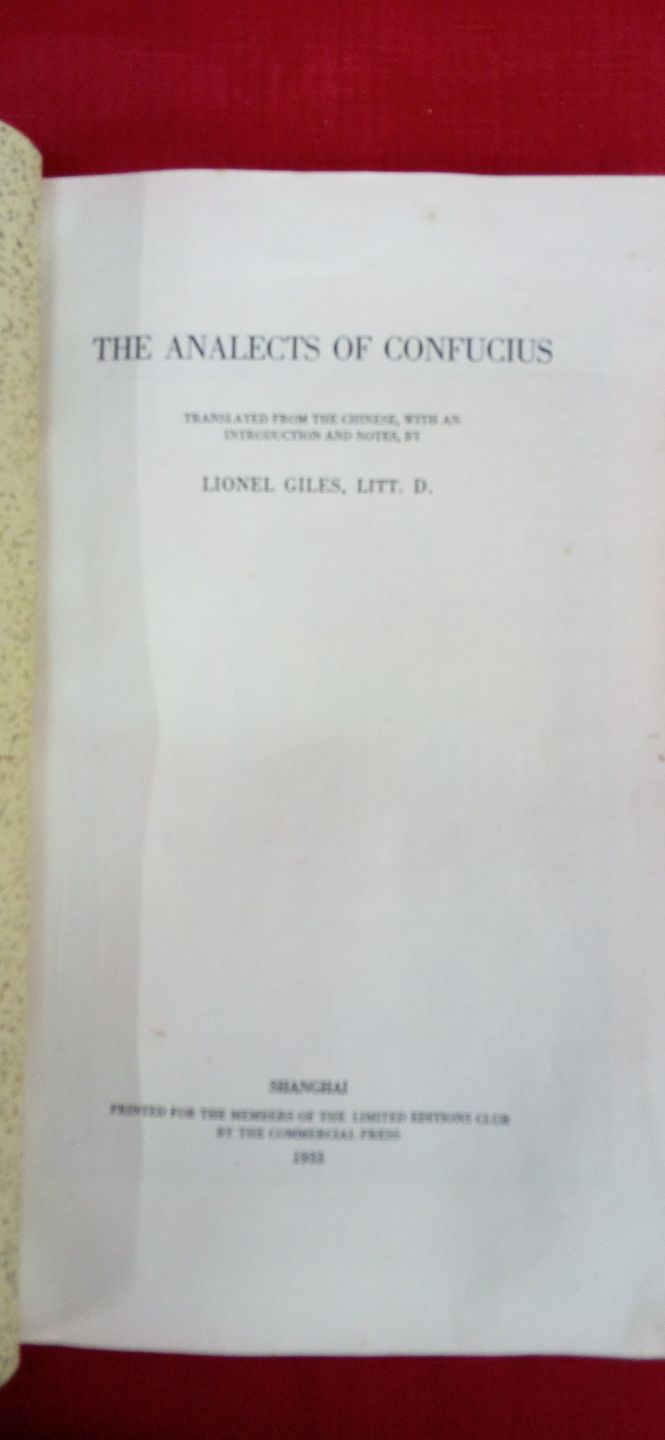 THE ANALECTS OF CONFUCIUS
TRANSLATED FROM THE CHINESE, WITH AN
INTRODUCTION AND NOTES, BY
LIONEL GILES, LITT. D.
SHANGHAI
PRINTED FOR THE MEMBERS OF THE LIMITED EDITIONS CLUB
BY THE COMMERCIAL PRESS
1933